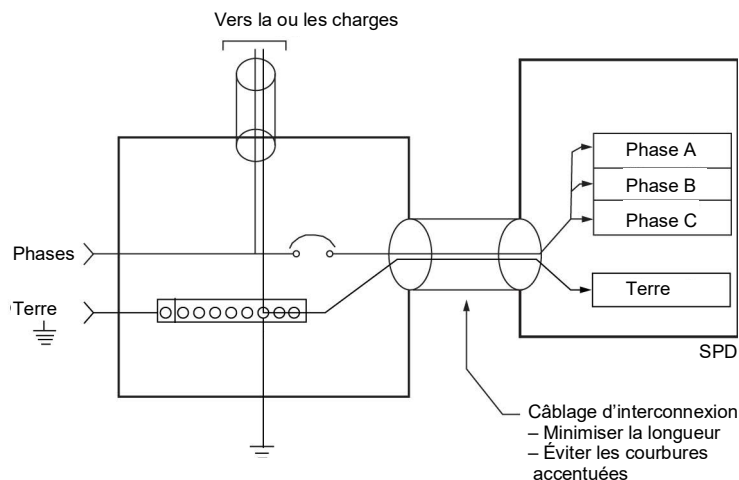 Vers la ou les charges
Phase A
Phase B
Phase C
Phases
Terre
Terre
SPD
Câblage d'interconnexion
– Minimiser la longueur
– Éviter les courbures
accentuées